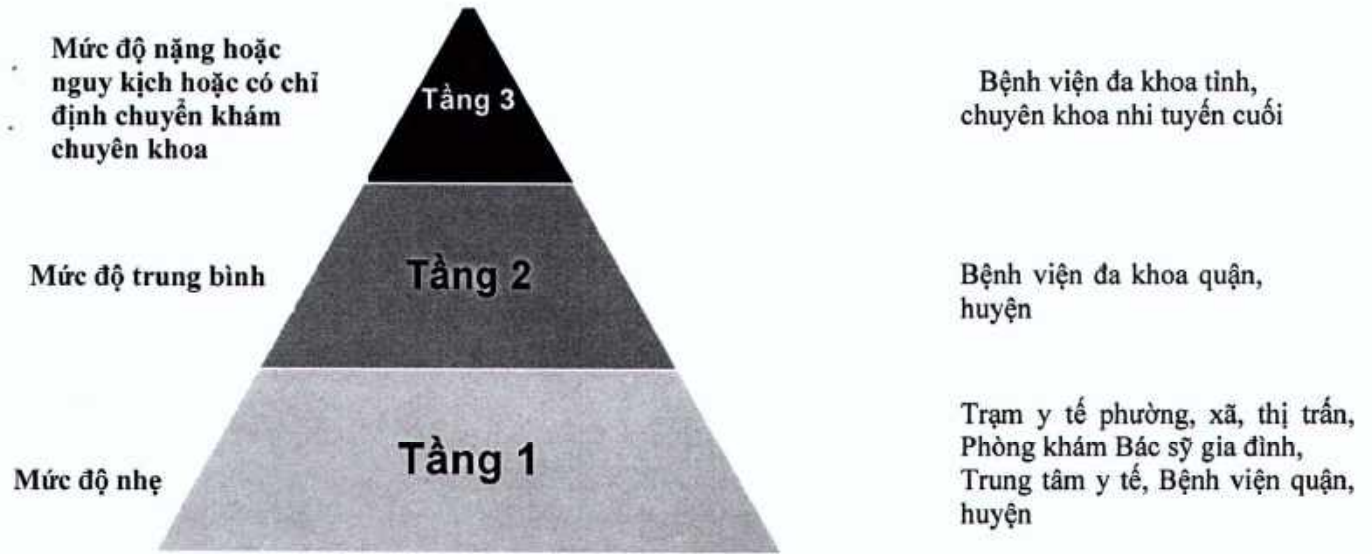 Mức độ nặng hoặc
nguy kịch hoặc có chỉ
định chuyển khám
chuyên khoa
Tầng 3
Bệnh viện đa khoa tỉnh,
chuyên khoa nhi tuyến cuối
Mức độ trung bình
Tầng 2
Bệnh viện đa khoa quận,
huyện
Mức độ nhẹ
Tầng 1
Trạm y tế phường, xã, thị trấn,
Phòng khám Bác sỹ gia đình,
Trung tâm y tế, Bệnh viện quận,
huyện